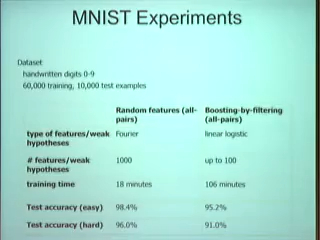 MNIST Experiments
Dataset
handwritten digits 0-9
60,000 training, 10,000 test examples
Random features (all-pairs) Boosting-by-filtering (all-pairs)
type of features/weak hypotheses Fourier linear logistic
# features/weak hypotheses 1000 up to 100
training time 18 minutes 106 minutes
Test accuracy (easy) 98.4% 95.2%
Test accuracy (hard) 96.0% 91.0%